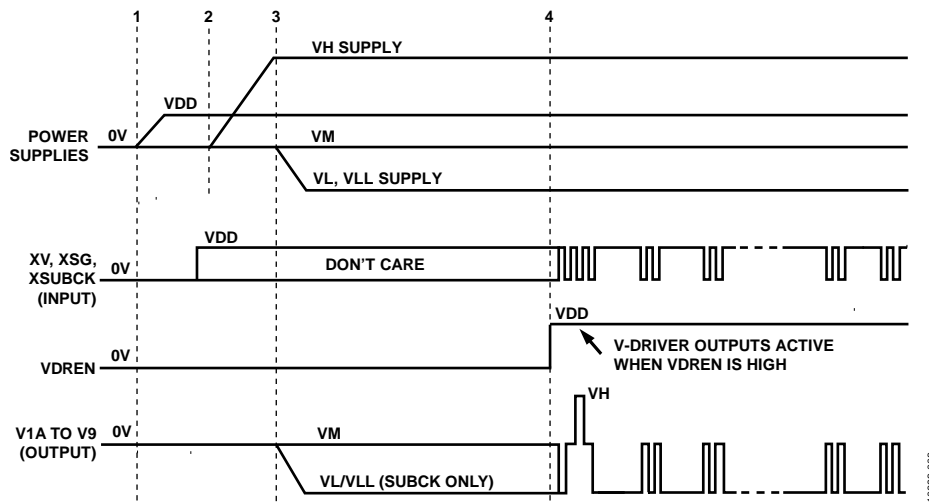 1 2 3 4
VH SUPPLY
VDD
POWER
SUPPLIES
0V
VM
VL, VLL SUPPLY
VDD
XV, XSG,
XSUBCK
(INPUT)
0V
DON'T CARE
VDD
V-DRIVER OUTPUTS ACTIVE
WHEN VDREN IS HIGH
VDREN
0V
VH
V1A TO V9
(OUTPUT)
0V
VM
VL/VLL (SUBCK ONLY)